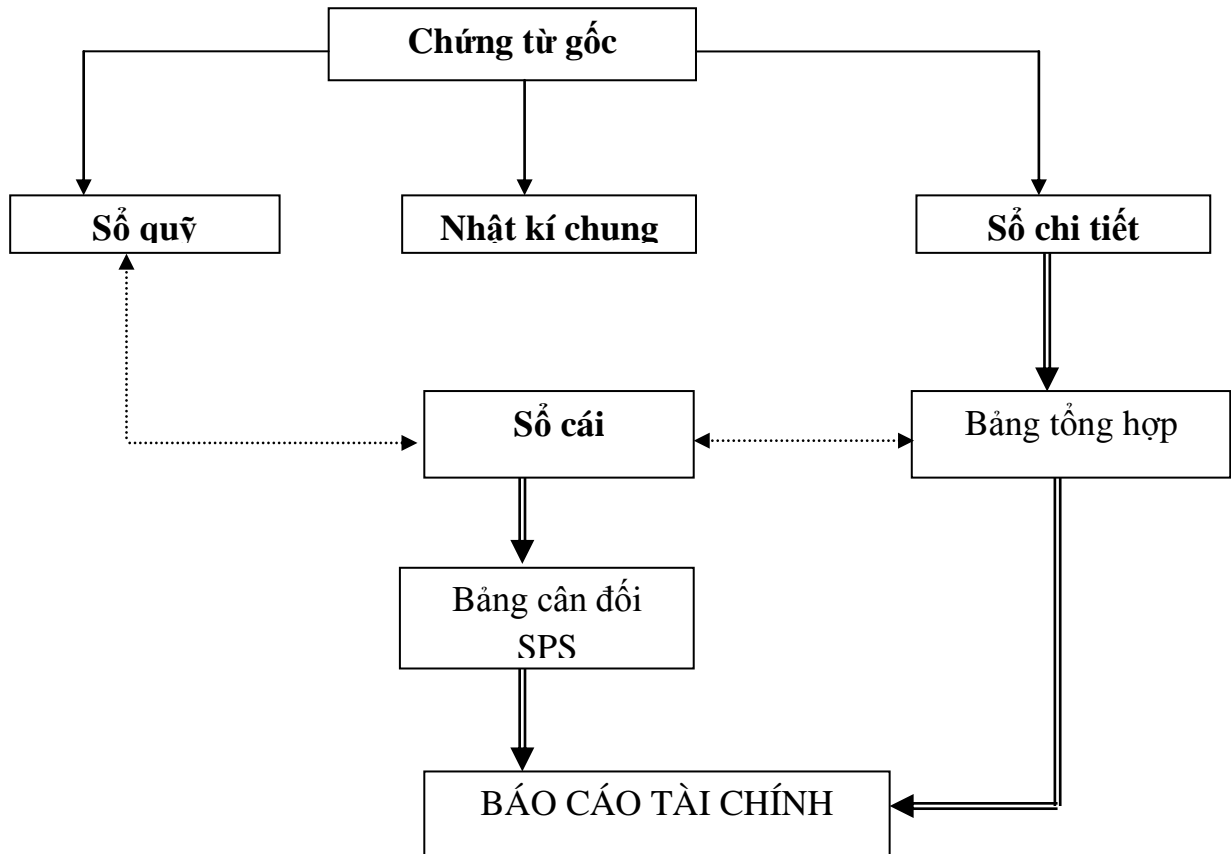 Chứng từ gốc
Sổ quỹ
Nhật kí chung
Sổ chi tiết
Sổ cái
Bảng tổng hợp
Bảng cân đối
SPS
BÁO CÁO TÀI CHÍNH